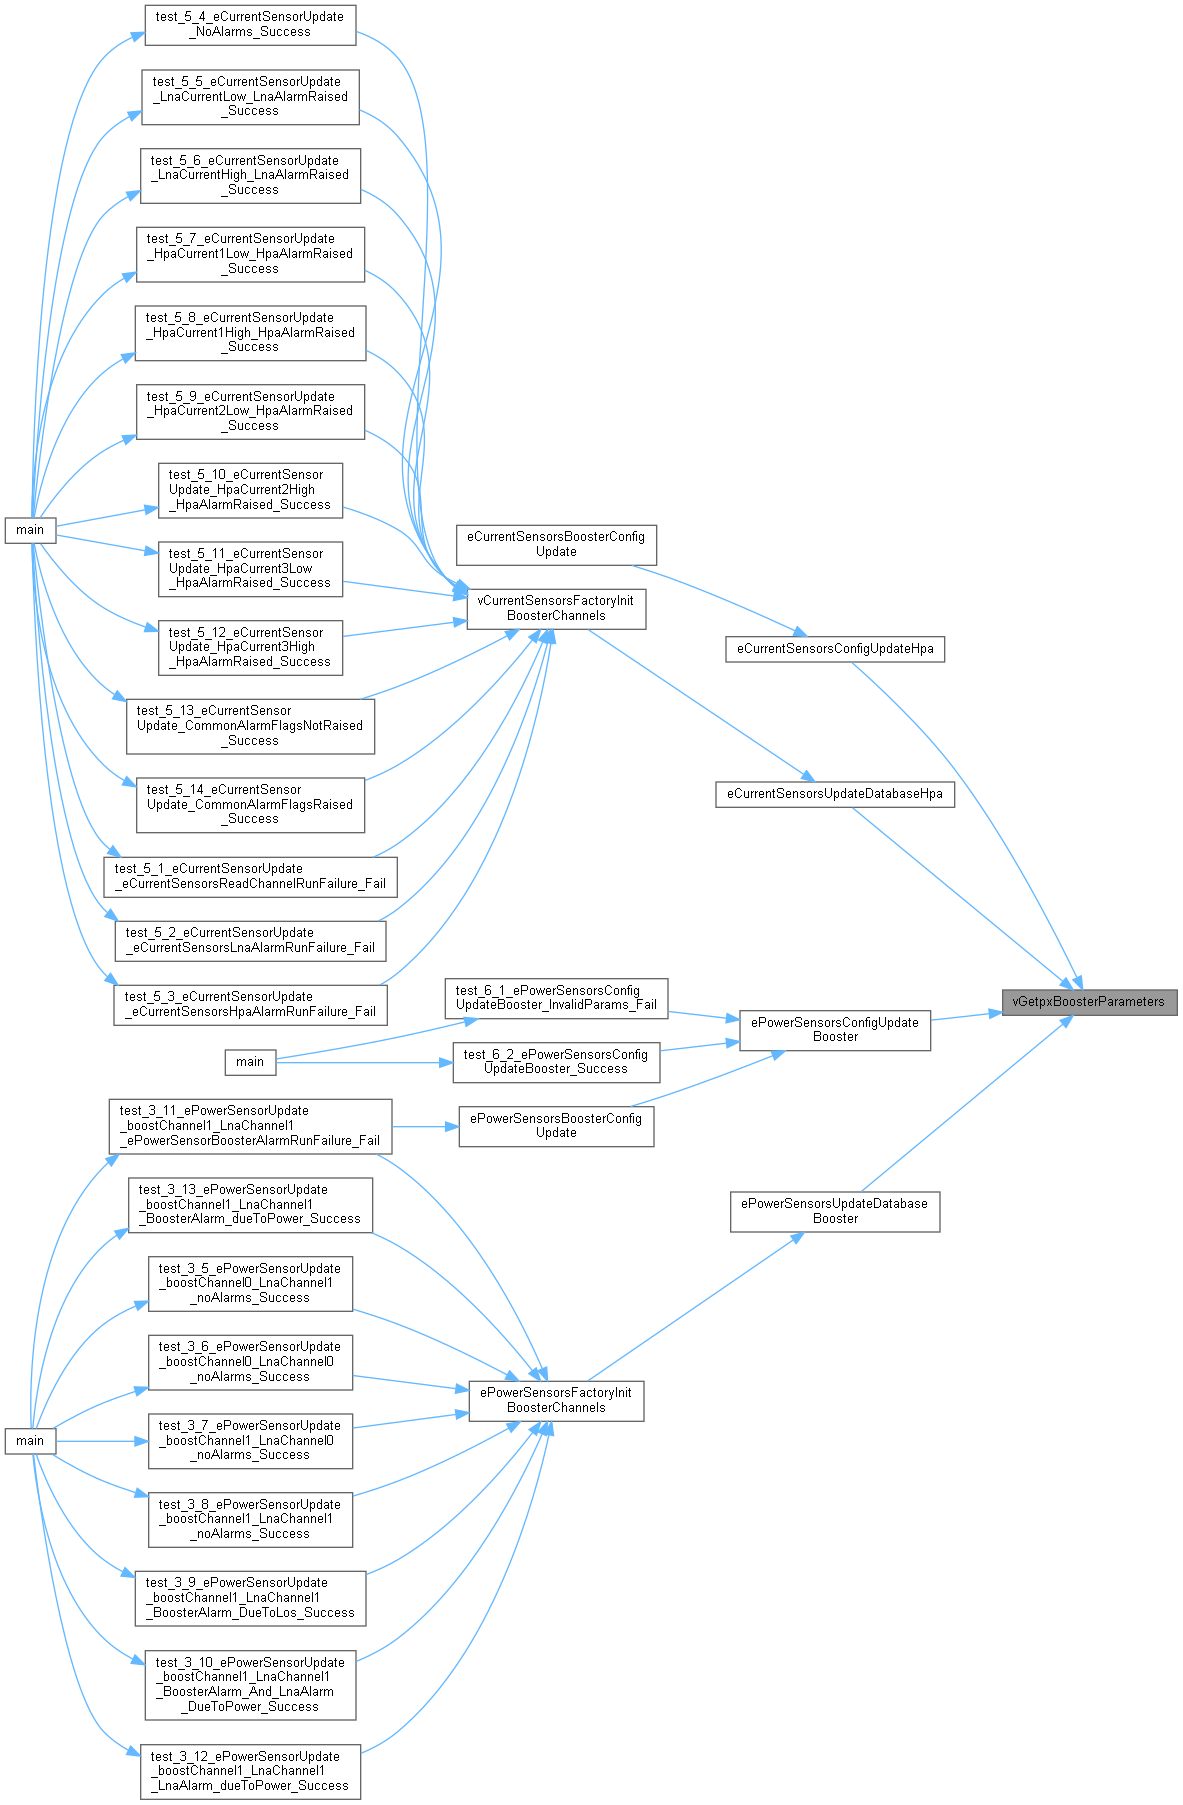 test_5_4_eCurrentSensorUpdate
_NoAlarms_Success
test_5_5_eCurrentSensorUpdate
_LnaCurrentLow_LnaAlarmRaised
_Success
test_5_6_eCurrentSensorUpdate
_LnaCurrentHigh_LnaAlarmRaised
_Success
test_5_7_eCurrentSensorUpdate
_HpaCurrent1Low_HpaAlarmRaised
_Success
test_5_8_eCurrentSensorUpdate
_HpaCurrent1High_HpaAlarmRaised
_Success
test_5_9_eCurrentSensorUpdate
_HpaCurrent2Low_HpaAlarmRaised
_Success
test_5_10_eCurrentSensor
Update_HpaCurrent2High
_HpaAlarmRaised_Success
main
test_5_11_eCurrentSensor
Update_HpaCurrent3Low
_HpaAlarmRaised_Success
test_5_12_eCurrentSensor
Update_HpaCurrent3High
_HpaAlarmRaised_Success
test_5_13_eCurrentSensor
Update_CommonAlarmFlagsNotRaised
_Success
test_5_14_eCurrentSensor
Update_CommonAlarmFlagsRaised
_Success
test_5_1_eCurrentSensorUpdate
_eCurrentSensorsReadChannelRunFailure_Fail
test_5_2_eCurrentSensorUpdate
_eCurrentSensorsLnaAlarmRunFailure_Fail
test_5_3_eCurrentSensorUpdate
_eCurrentSensorsHpaAlarmRunFailure_Fail
eCurrentSensorsBoosterConfig
Update
vCurrentSensorsFactoryInit
BoosterChannels
eCurrentSensorsConfigUpdateHpa
eCurrentSensorsUpdateDatabaseHpa
vGetpxBoosterParameters
test_6_1_ePowerSensorsConfig
UpdateBooster_InvalidParams_Fail
ePowerSensorsConfigUpdate
Booster
main
test_6_2_ePowerSensorsConfig
UpdateBooster_Success
ePowerSensorsBoosterConfig
Update
test_3_11_ePowerSensorUpdate
_boostChannel1_LnaChannel1
_ePowerSensorBoosterAlarmRunFailure_Fail
test_3_13_ePowerSensorUpdate
_boostChannel1_LnaChannel1
_BoosterAlarm_dueToPower_Success
ePowerSensorsUpdateDatabase
Booster
test_3_5_ePowerSensorUpdate
_boostChannel0_LnaChannel1
_noAlarms_Success
test_3_6_ePowerSensorUpdate
_boostChannel0_LnaChannel0
_noAlarms_Success
ePowerSensorsFactoryInit
BoosterChannels
main
test_3_7_ePowerSensorUpdate
_boostChannel1_LnaChannel0
_noAlarms_Success
test_3_8_ePowerSensorUpdate
_boostChannel1_LnaChannel1
_noAlarms_Success
test_3_9_ePowerSensorUpdate
_boostChannel1_LnaChannel1
_BoosterAlarm_DueToLos_Success
test_3_10_ePowerSensorUpdate
_boostChannel1_LnaChannel1
_BoosterAlarm_And_LnaAlarm
_DueToPower_Success
test_3_12_ePowerSensorUpdate
_boostChannel1_LnaChannel1
_LnaAlarm_dueToPower_Success